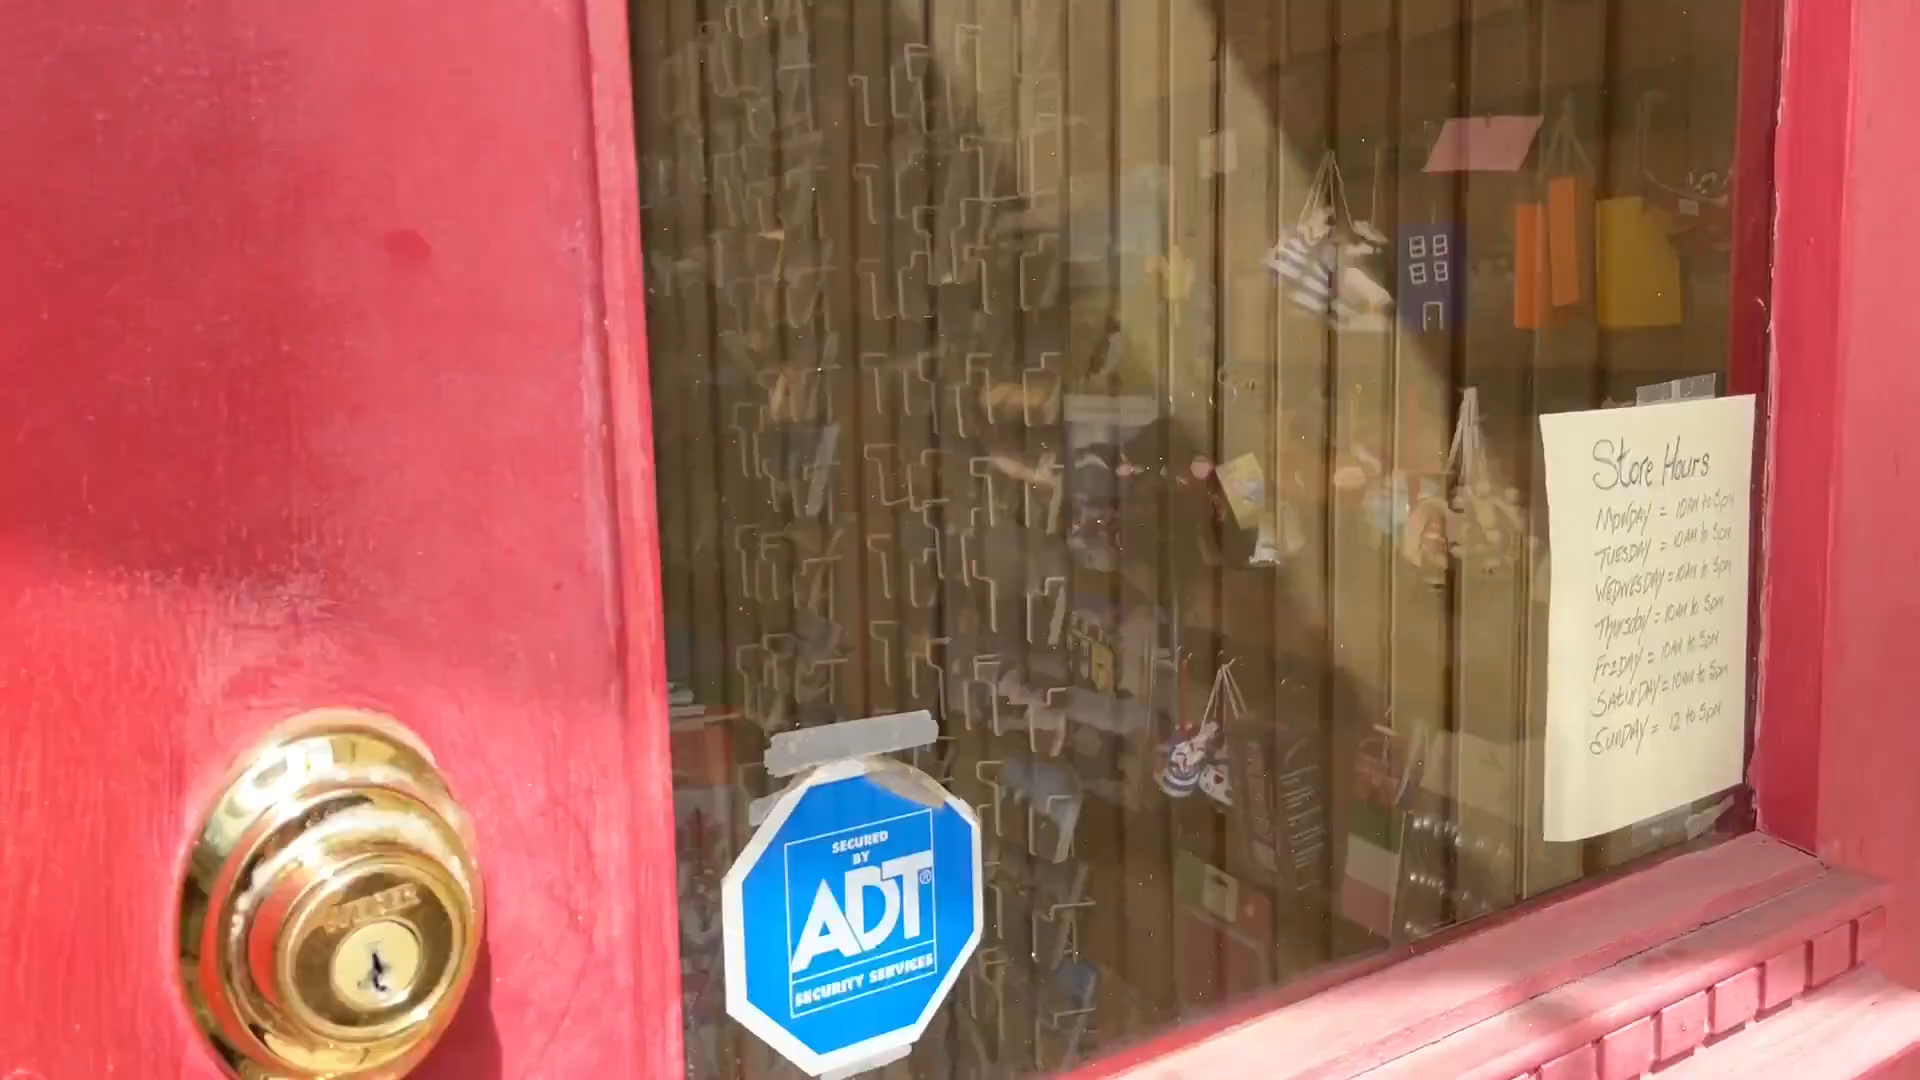 Store Hours
MONDAY = 10AM to 5pm
TUESDAY = 10AM to 5pm
WEDNESDAY = 10AM to 5pm
Thursday = 10AM to 5pm
FRIDAY = 10AM to 5pm
SATURDAY = 10AM to 5pm
SUNDAY = 12 to 5pm
SECURED
BY
ADT®
SECURITY SERVICES